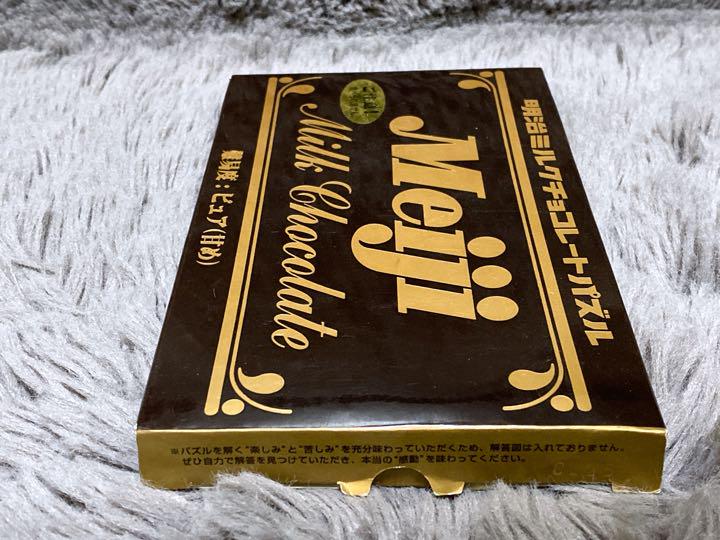 明治ミルクチョコレートパズル
Meiji
Milk Chocolate
難易度:ピュア(甘め)
※パズルを解く"楽しみ"と"苦しみ"を充分味わっていただくため、解答図は入れておりません。
ぜひ自力で解答を見つけていただき、本当の"感動"を味わってください。